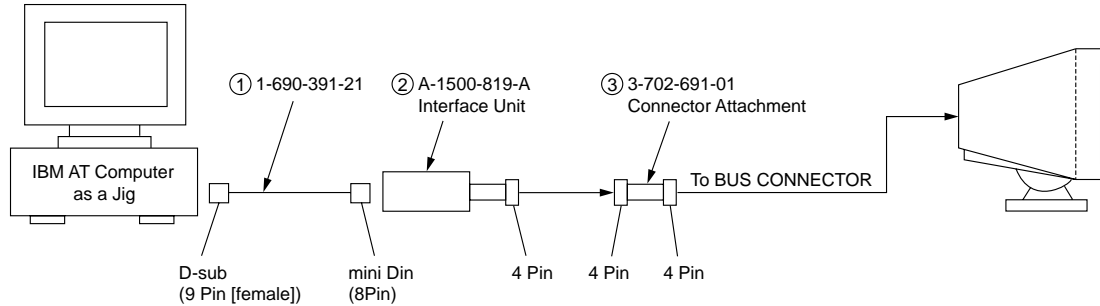 ① 1-690-391-21
② A-1500-819-A
Interface Unit
③ 3-702-691-01
Connector Attachment
IBM AT Computer
as a Jig
To BUS CONNECTOR
D-sub
(9 Pin [female])
mini Din
(8Pin)
4 Pin
4 Pin
4 Pin